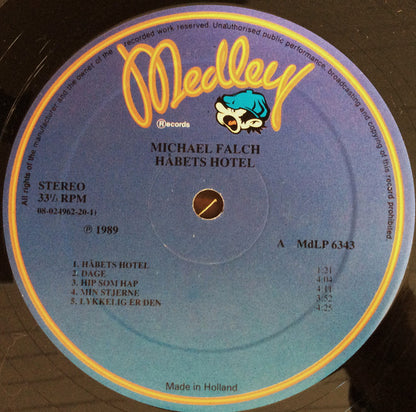 All rights of the manufacturer and the owner of the recorded work reserved. Unauthorised public performance, broadcasting and copying of this record prohibited.
Medley
Records
MICHAEL FALCH
HÅBETS HOTEL
STEREO
33⅓ RPM
08-024962-20-1)
℗ 1989
A MdLP 6343
1. HÅBETS HOTEL 1:21
2. DAGE 4:04
3. HIP SOM HAP 4:11
4. MIN STJERNE 3:52
5. LYKKELIG ER DEN 4:25
Made in Holland